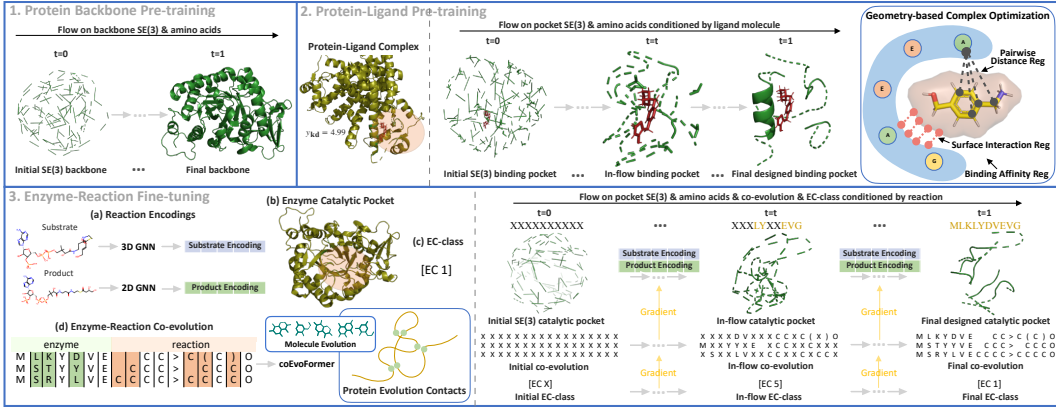 1. Protein Backbone Pre-training
Flow on backbone SE(3) & amino acids
t=0
t=1
Initial SE(3) backbone
...
Final backbone
2. Protein-Ligand Pre-training
Protein-Ligand Complex
y_kd = 4.99
Flow on pocket SE(3) & amino acids conditioned by ligand molecule
t=0
t=t
t=1
Initial SE(3) binding pocket
...
In-flow binding pocket
...
Final designed binding pocket
Geometry-based Complex Optimization
A
E
E
A
G
Pairwise
Distance Reg
Surface Interaction Reg
Binding Affinity Reg
3. Enzyme-Reaction Fine-tuning
(a) Reaction Encodings
Substrate
3D GNN
Substrate Encoding
Product
2D GNN
Product Encoding
(b) Enzyme Catalytic Pocket
(c) EC-class
[EC 1]
(d) Enzyme-Reaction Co-evolution
enzyme
reaction
M L K Y D V E C C > C ( C ) O
M S T Y Y V E C C C > C C C O
M S R Y L V E C C C C > C C C O
coEvoFormer
Molecule Evolution
Protein Evolution Contacts
Flow on pocket SE(3) & amino acids & co-evolution & EC-class conditioned by reaction
t=0
t=t
t=1
XXXXXXXXXX
...
XXXLYXXEVG
...
MLKLYDVEVG
Substrate Encoding
Product Encoding
Substrate Encoding
Product Encoding
Gradient
Gradient
Initial SE(3) catalytic pocket
In-flow catalytic pocket
Final designed catalytic pocket
X X X X X X X X X X X X X X X
X X X X X X X X X X X X X X X
X X X X X X X X X X X X X X X
X X X X D V X X C C C X ( X ) O
M X X Y Y X E X C C X X C X X X
X S X X L V X X C C X X C X C C X
M L K Y D V E C C C > C ( C ) O
M S T Y Y V E C C C > C C C C O
M S R Y L V E C C C C > C C C O
Initial co-evolution
In-flow co-evolution
Final co-evolution
Gradient
Gradient
[EC X]
[EC 5]
[EC 1]
Initial EC-class
In-flow EC-class
Final EC-class